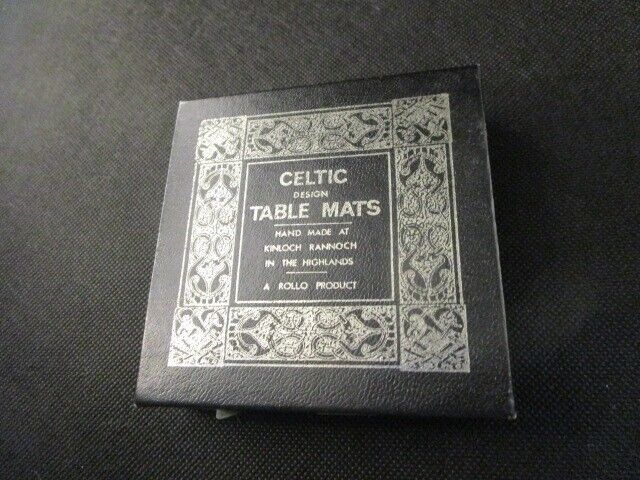 CELTIC
DESIGN
TABLE MATS
HAND MADE AT
KINLOCH RANNOCH
IN THE HIGHLANDS
A ROLLO PRODUCT